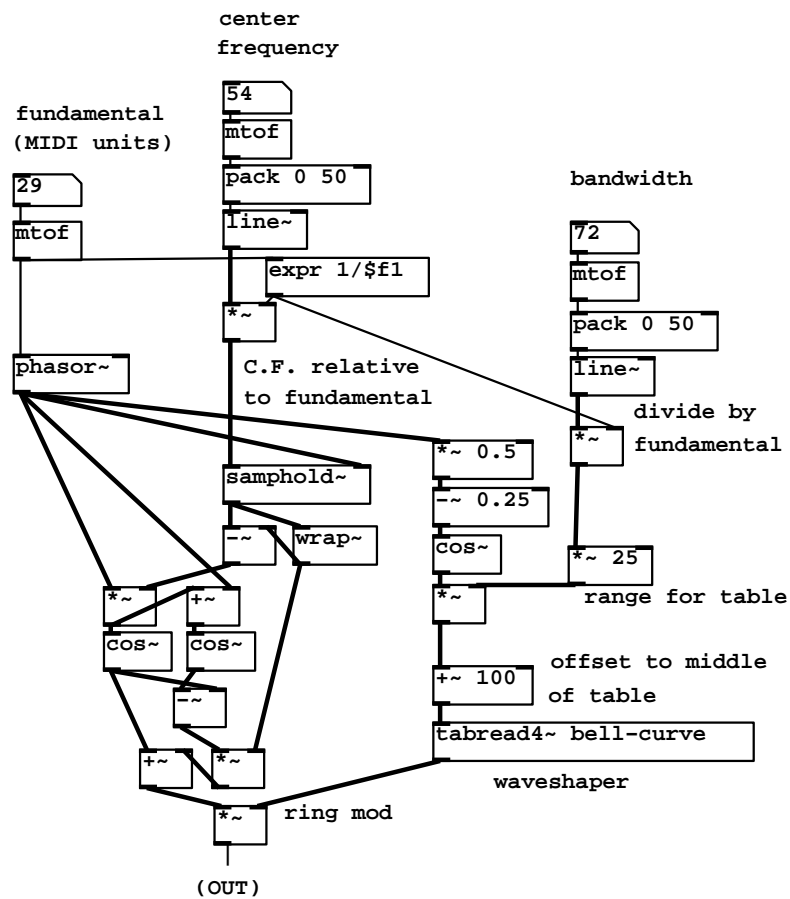 center
frequency
54
mtof
pack 0 50
line~
fundamental
(MIDI units)
29
mtof
expr 1/$f1
*~
bandwidth
72
mtof
pack 0 50
line~
phasor~
C.F. relative
to fundamental
divide by
fundamental
*~
*~ 0.5
samphold~
-~ 0.25
-~
wrap~
cos~
*~ 25
range for table
*~
+~
*~
cos~
cos~
-~
+~ 100
offset to middle
of table
tabread4~ bell-curve
waveshaper
+~
*~
*~
ring mod
(OUT)